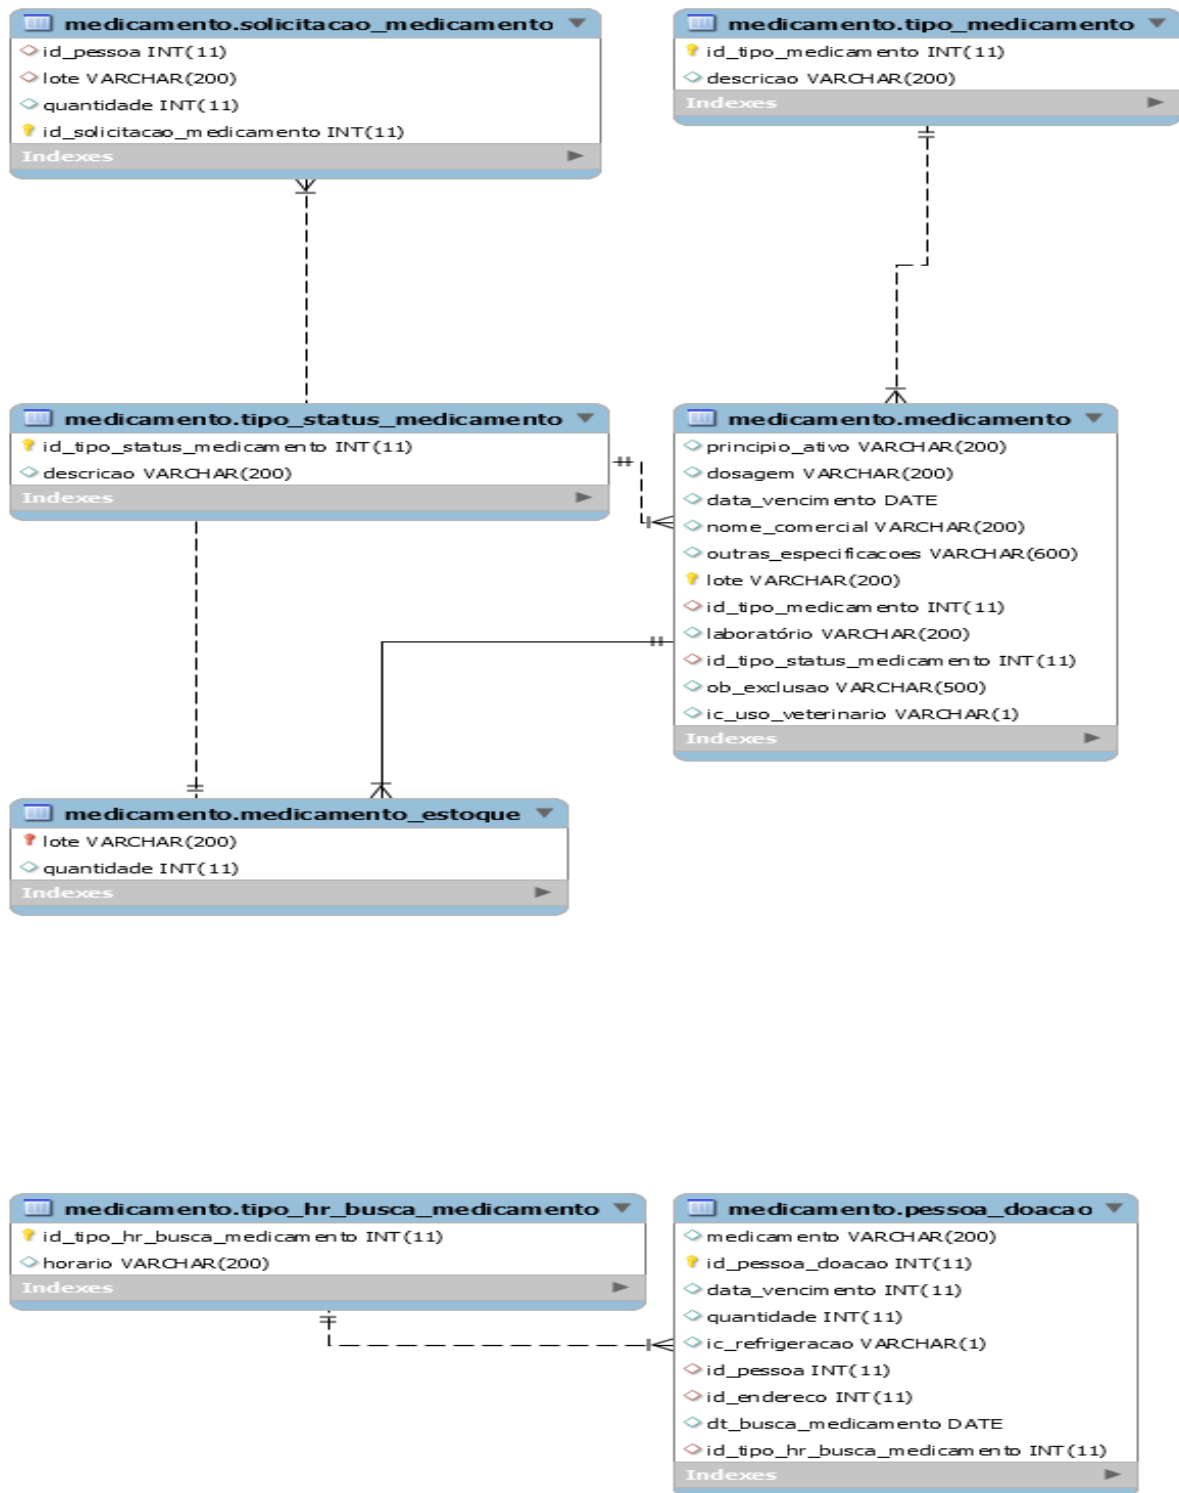 medicamento.solicitacao_medicamento
id_pessoa INT(11)
lote VARCHAR(200)
quantidade INT(11)
id_solicitacao_medicamento INT(11)
Indexes
medicamento.tipo_medicamento
id_tipo_medicamento INT(11)
descricao VARCHAR(200)
Indexes
medicamento.tipo_status_medicamento
id_tipo_status_medicamento INT(11)
descricao VARCHAR(200)
Indexes
medicamento.medicamento
principio_ativo VARCHAR(200)
dosagem VARCHAR(200)
data_vencimento DATE
nome_comercial VARCHAR(200)
outras_especificacoes VARCHAR(600)
lote VARCHAR(200)
id_tipo_medicamento INT(11)
laboratório VARCHAR(200)
id_tipo_status_medicamento INT(11)
ob_exclusao VARCHAR(500)
ic_uso_veterinario VARCHAR(1)
Indexes
medicamento.medicamento_estoque
lote VARCHAR(200)
quantidade INT(11)
Indexes
medicamento.tipo_hr_busca_medicamento
id_tipo_hr_busca_medicamento INT(11)
horario VARCHAR(200)
Indexes
medicamento.pessoa_doacao
medicamento VARCHAR(200)
id_pessoa_doacao INT(11)
data_vencimento INT(11)
quantidade INT(11)
ic_refrigeracao VARCHAR(1)
id_pessoa INT(11)
id_endereco INT(11)
dt_busca_medicamento DATE
id_tipo_hr_busca_medicamento INT(11)
Indexes